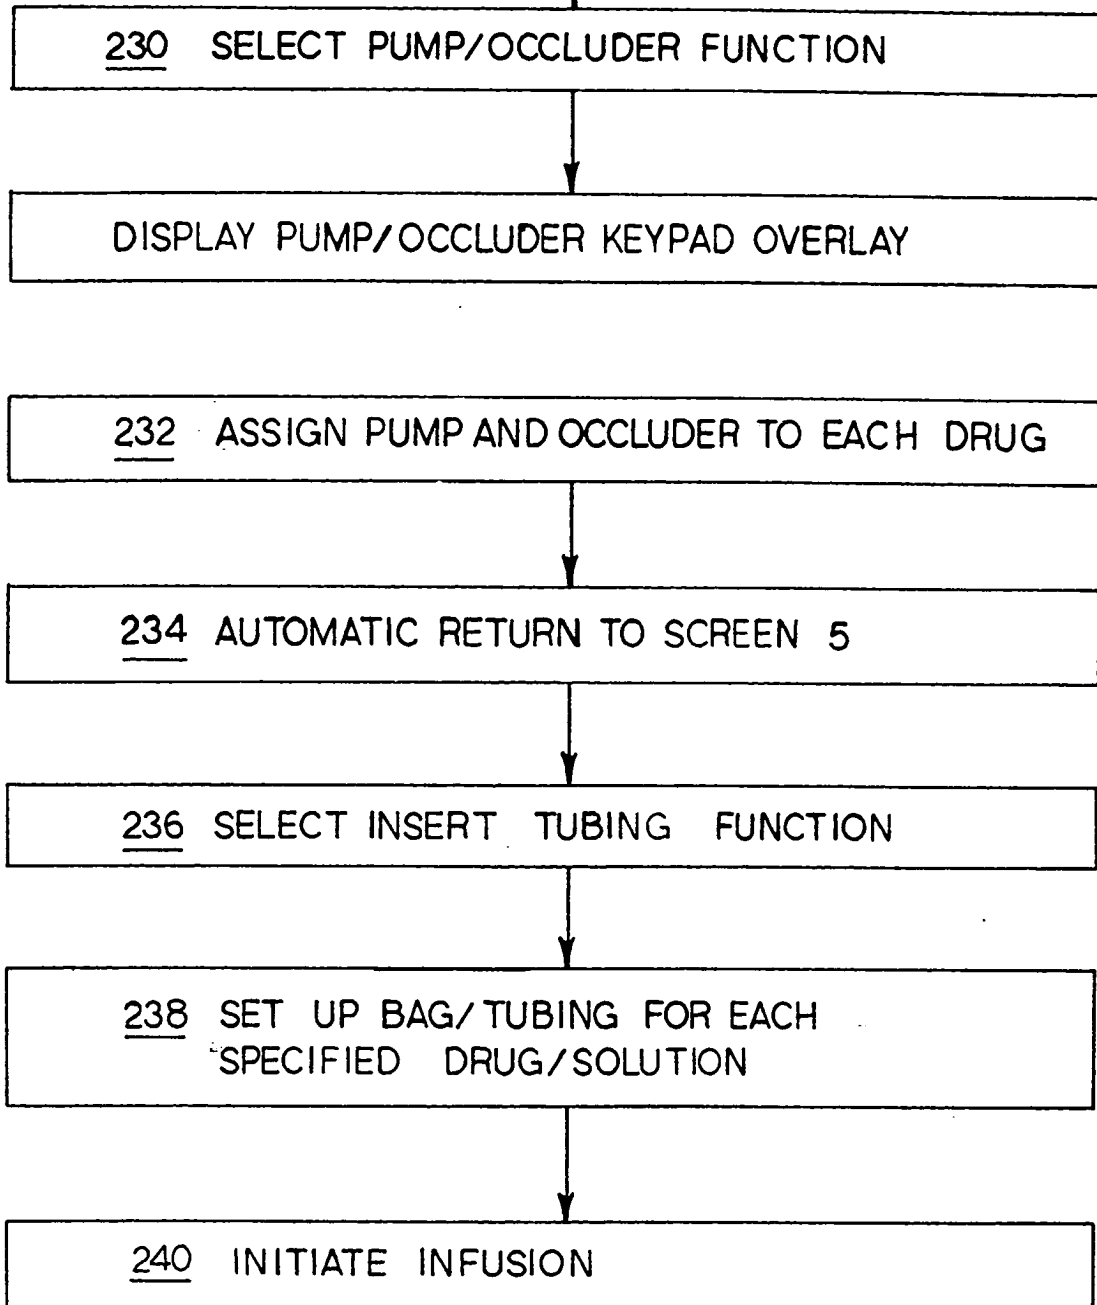 230 SELECT PUMP/OCCLUDER FUNCTION
DISPLAY PUMP/OCCLUDER KEYPAD OVERLAY
232 ASSIGN PUMP AND OCCLUDER TO EACH DRUG
234 AUTOMATIC RETURN TO SCREEN 5
236 SELECT INSERT TUBING FUNCTION
238 SET UP BAG/TUBING FOR EACH
SPECIFIED DRUG/SOLUTION
240 INITIATE INFUSION